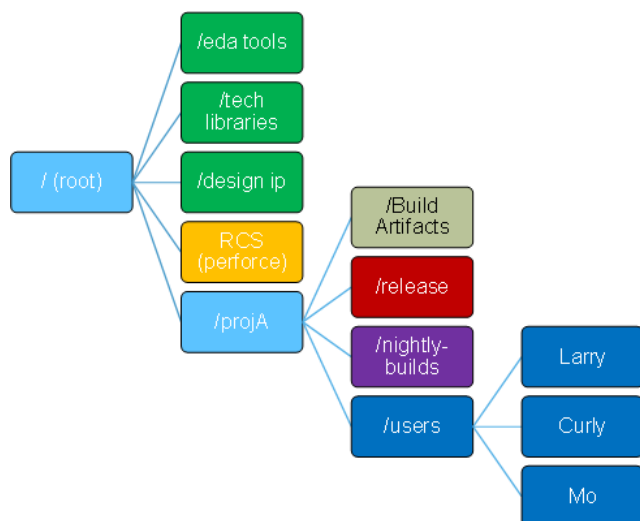 /eda tools
/tech
libraries
/ (root)
/design ip
RCS
(perforce)
/projA
/Build
Artifacts
/release
/nightly-
builds
/users
Larry
Curly
Mo